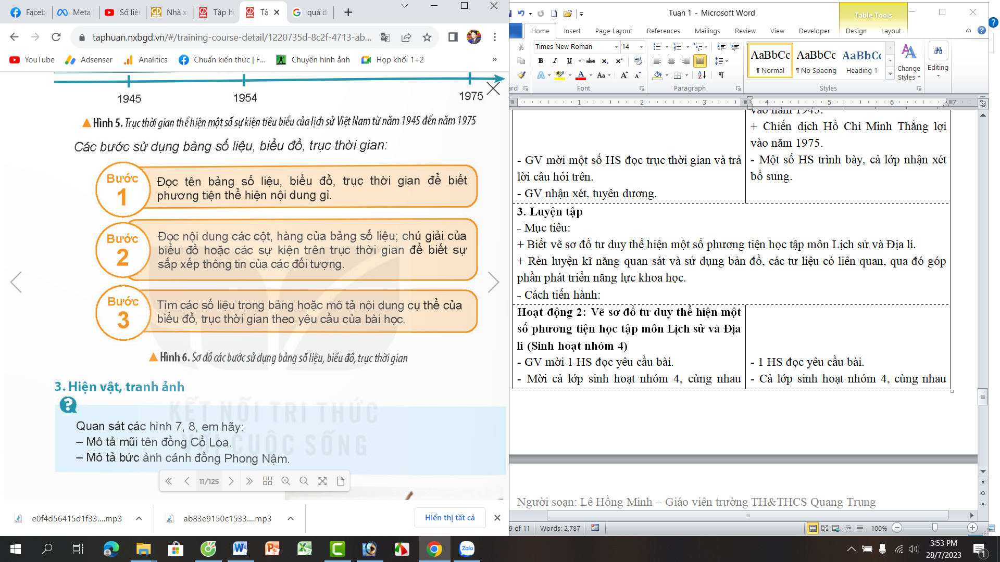 Faceb
Meta
Số liệu
Nhà x
Tập h
Tậ
quả đ
taphuan.nxbgd.vn/#/training-course-detail/1220735d-8c2f-4713-ab...
YouTube
Adsenser
Analitics
Chuẩn kiến thức | F...
Chuyển hình ảnh
Họp khối 1+2
»
1945
1954
1975
Hình 5. Trục thời gian thể hiện một số sự kiện tiêu biểu của lịch sử Việt Nam từ năm 1945 đến năm 1975
Các bước sử dụng bảng số liệu, biểu đồ, trục thời gian:
Bước
1
Đọc tên bảng số liệu, biểu đồ, trục thời gian để biết
phương tiện thể hiện nội dung gì.
Bước
2
Đọc nội dung các cột, hàng của bảng số liệu; chú giải của
biểu đồ hoặc các sự kiện trên trục thời gian để biết sự
sắp xếp thông tin của các đối tượng.
Bước
3
Tìm các số liệu trong bảng hoặc mô tả nội dung cụ thể của
biểu đồ, trục thời gian theo yêu cầu của bài học.
Hình 6. Sơ đồ các bước sử dụng bảng số liệu, biểu đồ, trục thời gian
3. Hiện vật, tranh ảnh
?
KẾT NỐI TRI THỨC
VỚI CUỘC SỐNG
Quan sát các hình 7, 8, em hãy:
– Mô tả mũi tên đồng Cổ Loa.
– Mô tả bức ảnh cánh đồng Phong Nậm.
11/125
e0f4d56415d1f33....mp3
ab83e9150c1533....mp3
Hiển thị tất cả
Tuan 1 - Microsoft Word
Table Tools
Home
Insert
Page Layout
References
Mailings
Review
View
Developer
Design
Layout
Times New Roman
14
AaBbCc
AaBbCc
AaBbC
¶ Normal
¶ No Spacing
Heading 1
Change
Styles
Editing
ard
Font
Paragraph
Styles
1 2 3 4 5 6 7
vào năm 1945.
+ Chiến dịch Hồ Chí Minh Thắng lợi
vào năm 1975.
- GV mời một số HS đọc trục thời gian và trả
lời câu hỏi trên.
- GV nhận xét, tuyên dương.
- Một số HS trình bày, cả lớp nhận xét
bổ sung.
3. Luyện tập
- Mục tiêu:
+ Biết vẽ sơ đồ tư duy thể hiện một số phương tiện học tập môn Lịch sử và Địa lí.
+ Rèn luyện kĩ năng quan sát và sử dụng bản đồ, các tư liệu có liên quan, qua đó góp
phần phát triển năng lực khoa học.
- Cách tiến hành:
Hoạt động 2: Vẽ sơ đồ tư duy thể hiện một
số phương tiện học tập môn Lịch sử và Địa
lí (Sinh hoạt nhóm 4)
- GV mời 1 HS đọc yêu cầu bài.
- Mời cả lớp sinh hoạt nhóm 4, cùng nhau
- 1 HS đọc yêu cầu bài.
- Cả lớp sinh hoạt nhóm 4, cùng nhau
Người soạn: Lê Hồng Minh – Giáo viên trường TH&THCS Quang Trung
9 of 11
Words: 2,787
100%
Zalo
3:53 PM
28/7/2023
1